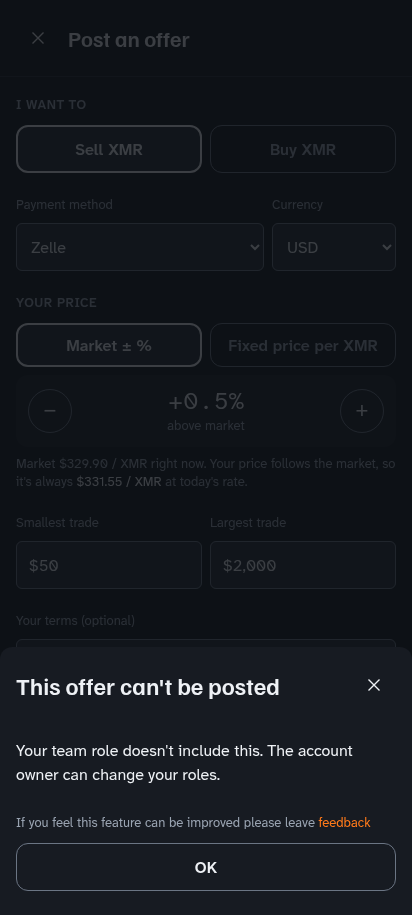 Post an offer
I WANT TO
Sell XMR
Buy XMR
Payment method
Currency
Zelle
USD
YOUR PRICE
Market ± %
Fixed price per XMR
−
+0.5%
+
above market
Market $329.90 / XMR right now. Your price follows the market, so
it's always $331.55 / XMR at today's rate.
Smallest trade
Largest trade
$50
$2,000
Your terms (optional)
This offer can't be posted
Your team role doesn't include this. The account
owner can change your roles.
If you feel this feature can be improved please leave feedback
OK